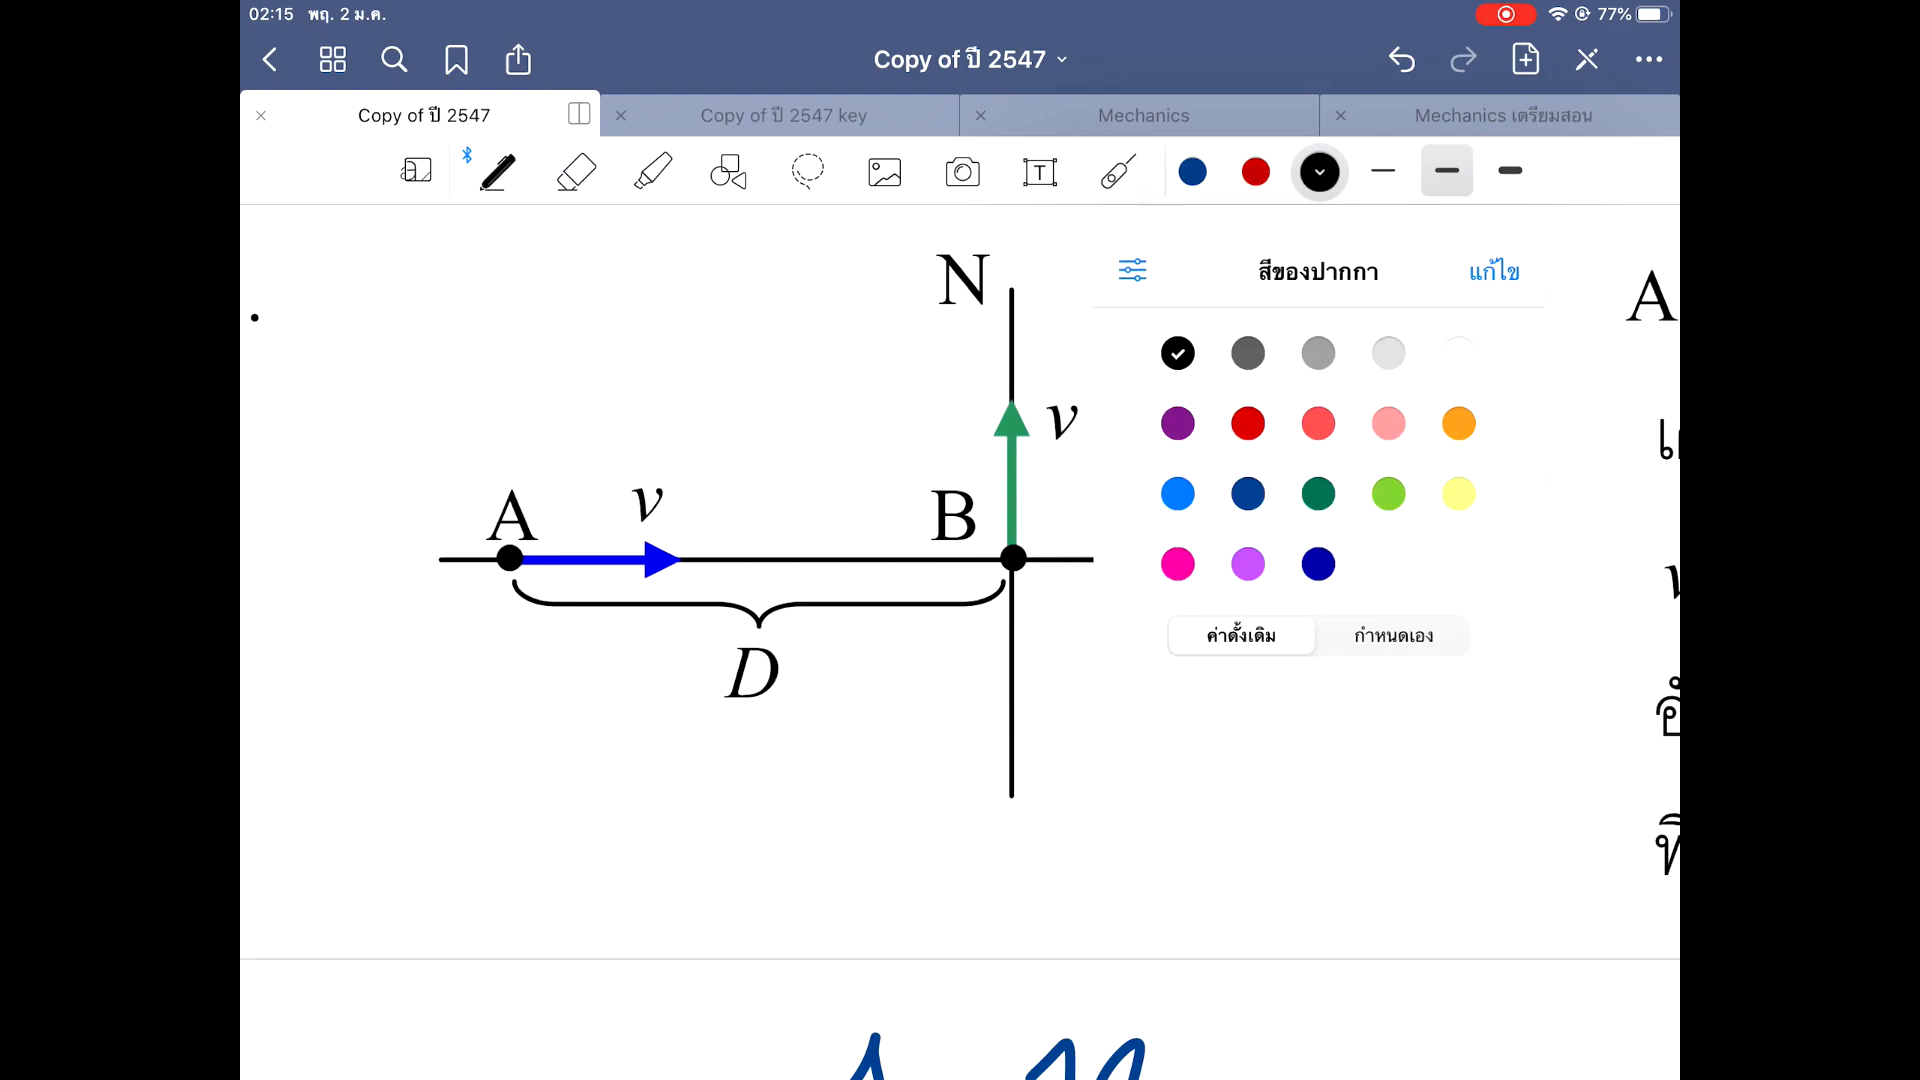 02:15 พฤ. 2 ม.ค.
77%
Copy of ปี 2547
Copy of ปี 2547
Copy of ปี 2547 key
Mechanics
Mechanics เตรียมสอน
T
สีของปากกา
แก้ไข
ค่าดั้งเดิม
กำหนดเอง
N
v
A
v
B
D
A